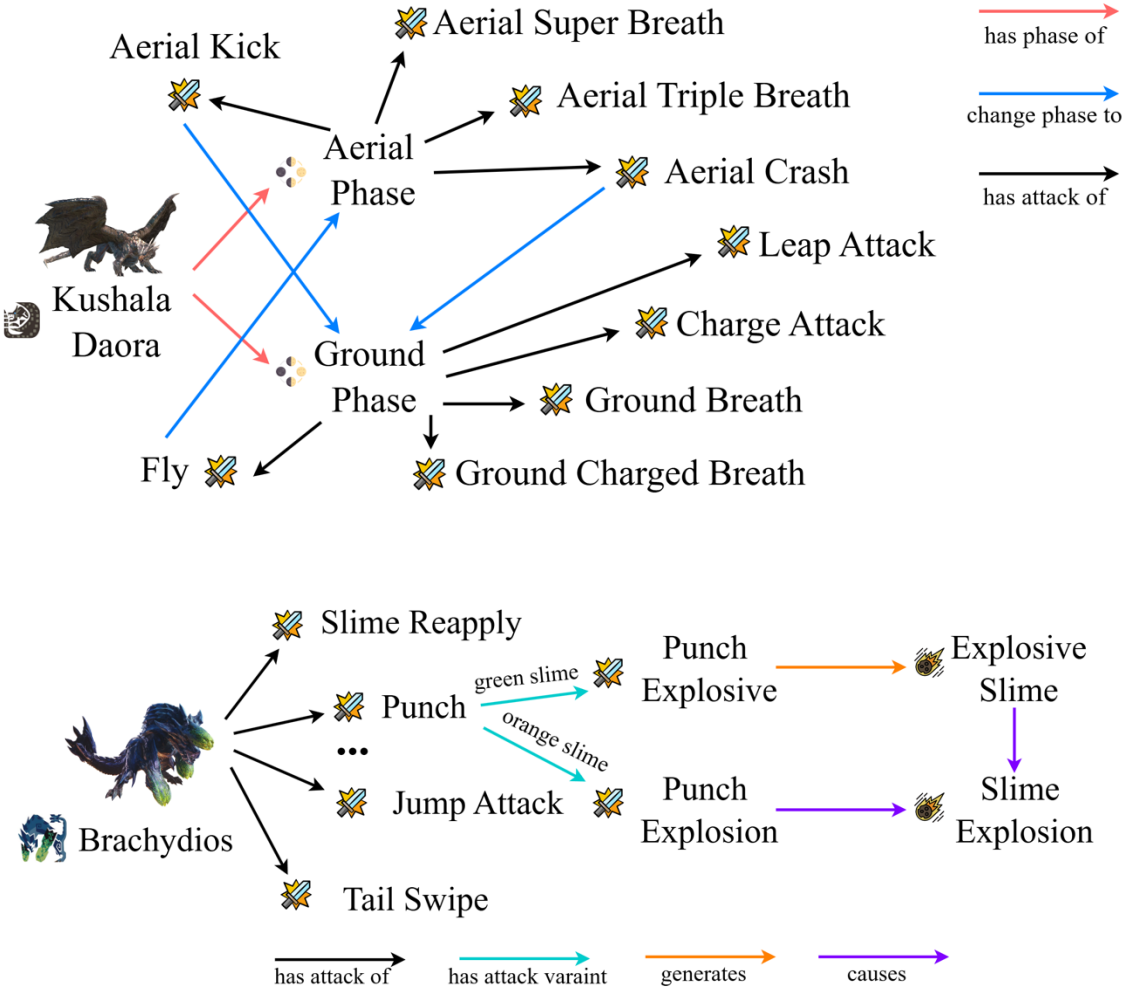 Aerial Super Breath
has phase of
Aerial Kick
Aerial Triple Breath
change phase to
Aerial
Phase
Aerial Crash
has attack of
Leap Attack
Kushala
Daora
Charge Attack
Ground
Phase
Ground Breath
Fly
Ground Charged Breath
Slime Reapply
Punch
Explosive
Explosive
Slime
green slime
Punch
orange slime
...
Jump Attack
Punch
Explosion
Slime
Explosion
Brachydios
Tail Swipe
has attack of
has attack varaint
generates
causes